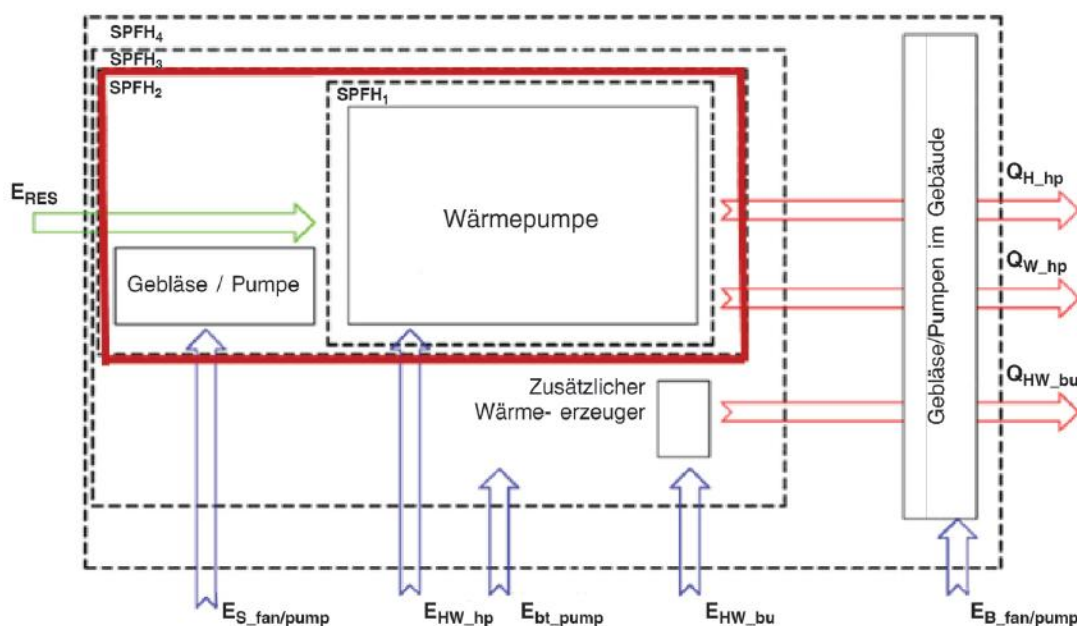 SPFH4
SPFH3
SPFH2
SPFH1
ERES
Wärmepumpe
Gebläse / Pumpe
Gebläse/Pumpen im Gebäude
QH_hp
QW_hp
Zusätzlicher
Wärme- erzeuger
QHW_bu
ES_fan/pump
EHW_hp
Ebt_pump
EHW_bu
EB_fan/pump